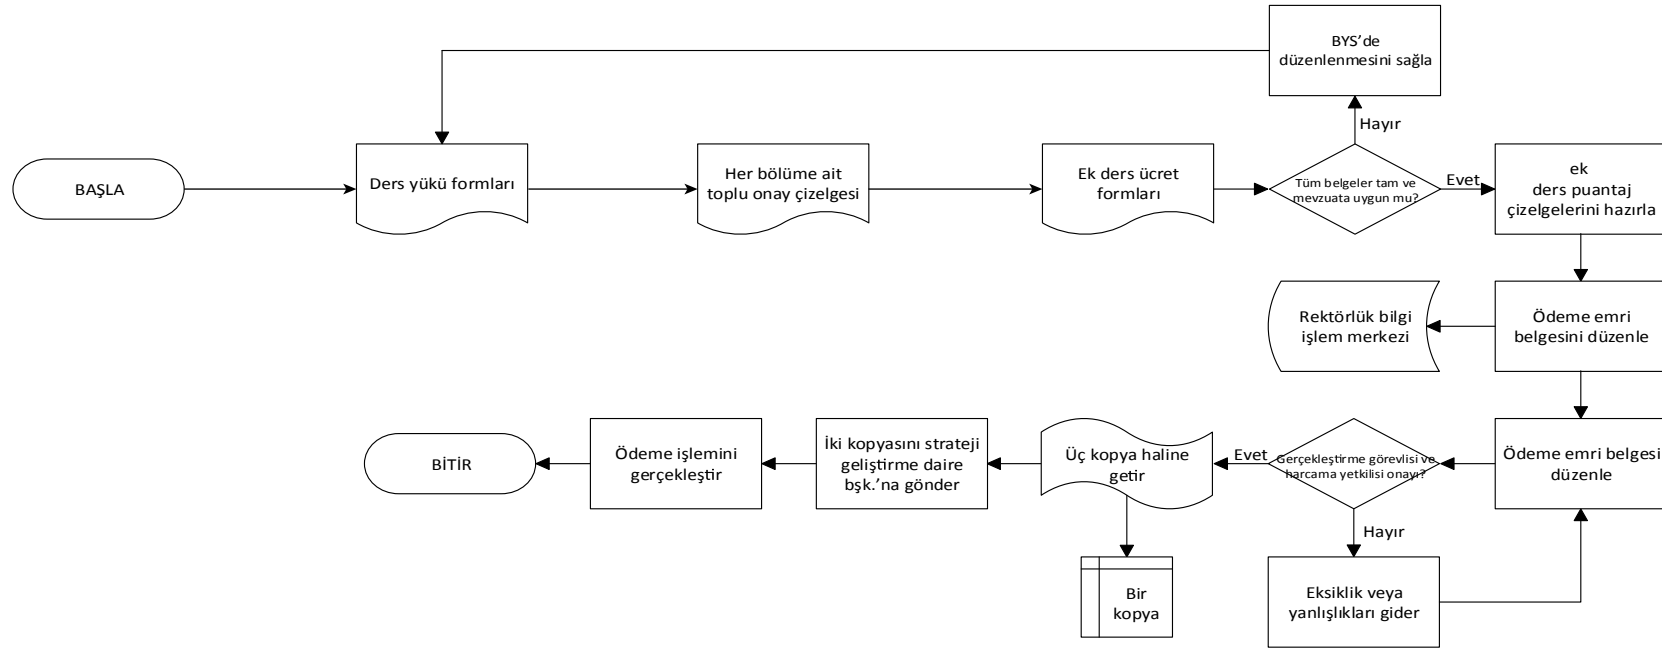 BYS’de
düzenlenmesini sağla
Hayır
BAŞLA
Ders yükü formları
Her bölüme ait
toplu onay çizelgesi
Ek ders ücret
formları
Tüm belgeler tam ve
mevzuata uygun mu?
Evet
ek
ders puantaj
çizelgelerini hazırla
Rektörlük bilgi
işlem merkezi
Ödeme emri
belgesini düzenle
BİTİR
Ödeme işlemini
gerçekleştir
İki kopyasını strateji
geliştirme daire
bşk.’na gönder
Üç kopya haline
getir
Evet
Gerçekleştirme görevlisi ve
harcama yetkilisi onayı?
Ödeme emri belgesi
düzenle
Hayır
Bir
kopya
Eksiklik veya
yanlışlıkları gider